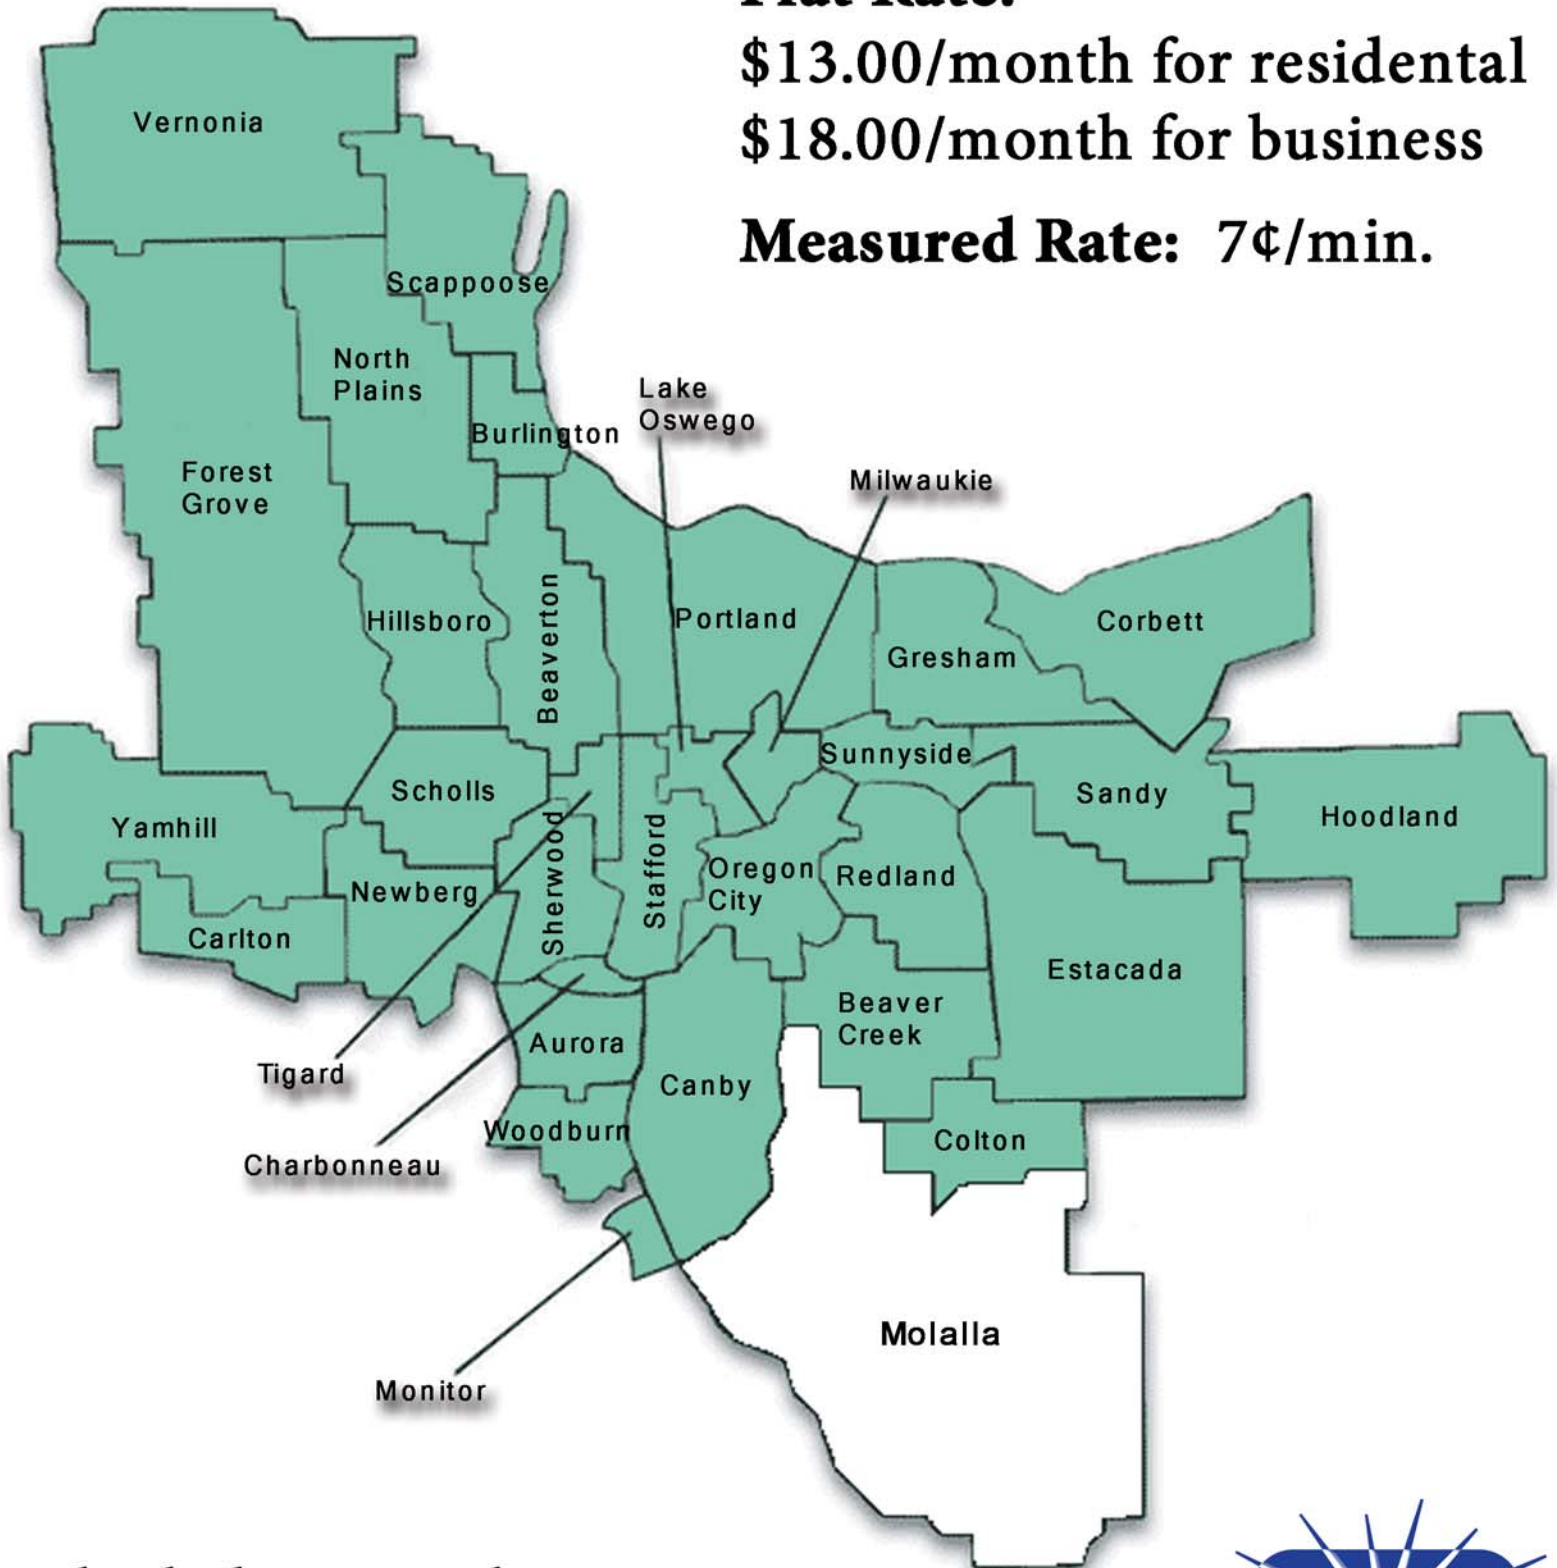 Flat Rate:
$13.00/month for residental
$18.00/month for business
Measured Rate: 7¢/min.
Vernonia
Scappoose
North
Plains
Lake
Oswego
Burlington
Milwaukie
Forest
Grove
Hillsboro
Beaverton
Portland
Corbett
Gresham
Sunnyside
Scholls
Sandy
Hoodland
Yamhill
Sherwood
Stafford
Oregon
City
Redland
Newberg
Carlton
Estacada
Beaver
Creek
Aurora
Tigard
Canby
Woodburn
Colton
Charbonneau
Molalla
Monitor